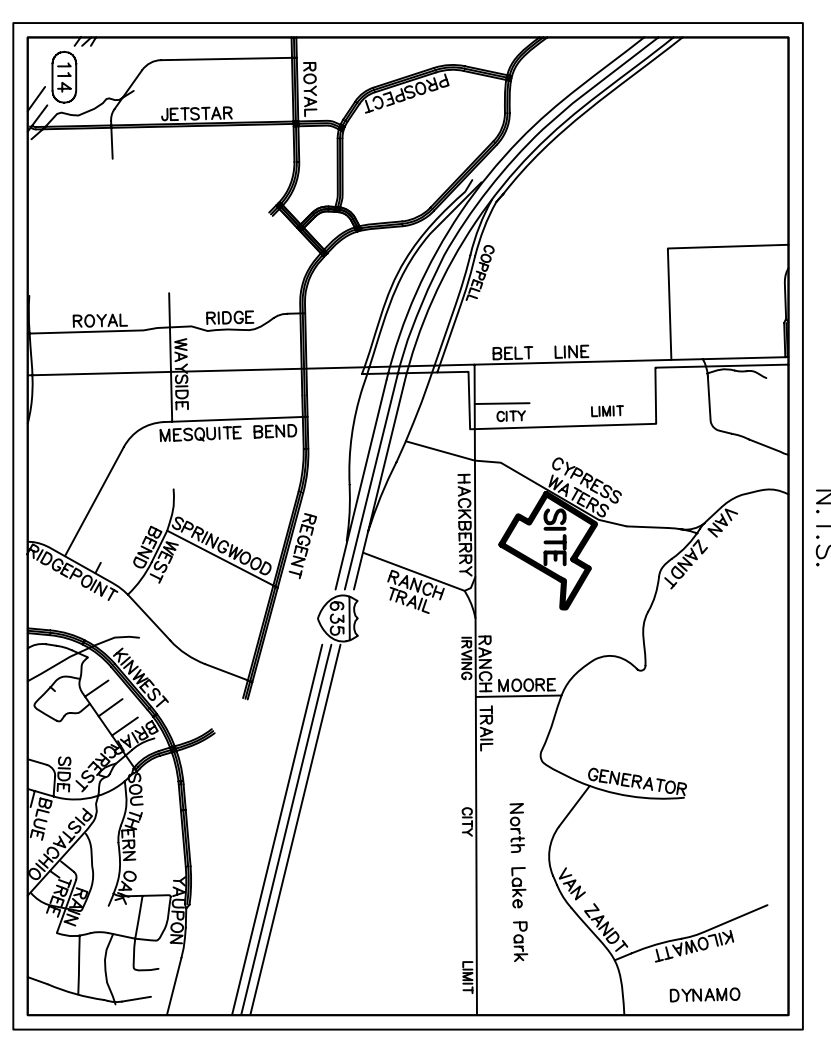 N.T.S.
114
ROYAL
PROSPECT
JETSTAR
COPPELL
ROYAL RIDGE
WAYSIDE
BELT LINE
CITY LIMIT
MESQUITE BEND
CYPRESS
WATERS
SITE
HACKBERRY
VAN ZANDT
SPRINGWOOD
WEST
BEND
REGENT
RIDGEPOINT
RANCH
TRAIL
635
IRVING CITY LIMIT
RANCH TRAIL
MOORE
KINWEST
BRIARCREST
SIDE
BLUE
PISTACHIO
SOUTHERN OAK
RAIN
TREE
YAUPON
GENERATOR
North Lake Park
VAN ZANDT
KILOWATT
DYNAMO